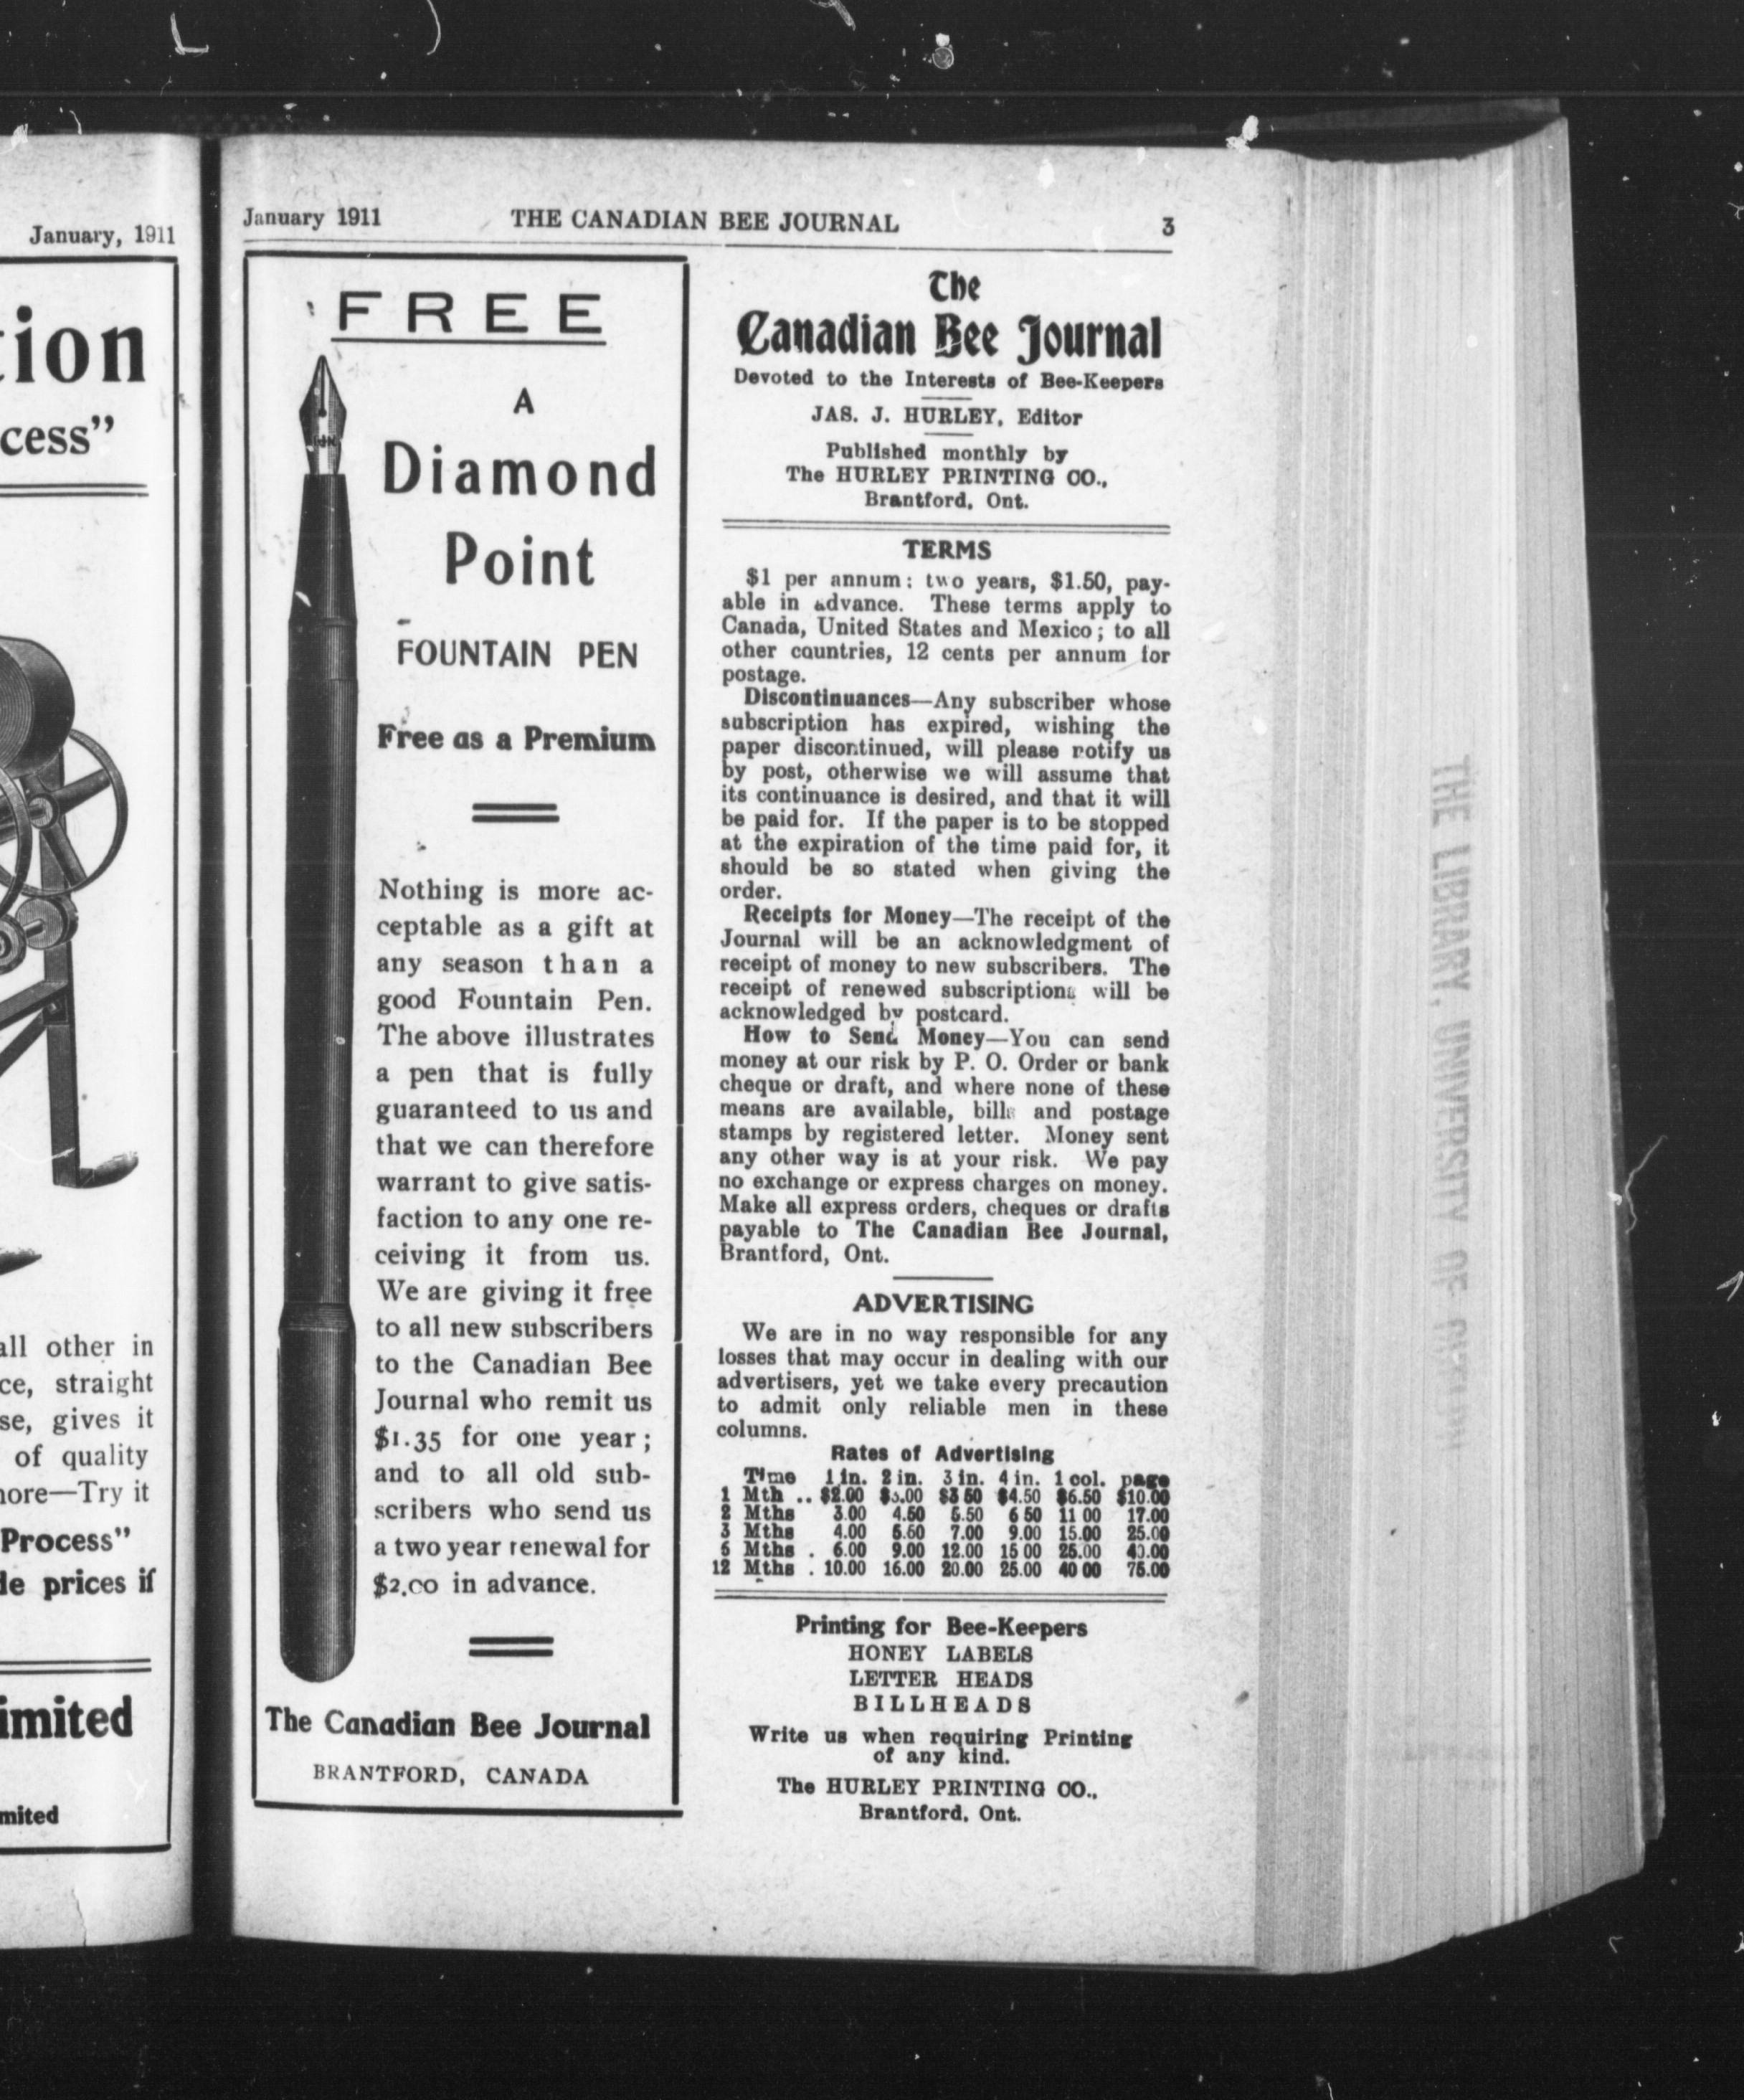 January, 1911
tion
cess”
all other in
ce, straight
se, gives it
of quality
nore—Try it
Process”
de prices if
imited
mited
January 1911 THE CANADIAN BEE JOURNAL 3
FREE
A
Diamond
Point
FOUNTAIN PEN
Free as a Premium
Nothing is more ac-
ceptable as a gift at
any season than a
good Fountain Pen.
The above illustrates
a pen that is fully
guaranteed to us and
that we can therefore
warrant to give satis-
faction to any one re-
ceiving it from us.
We are giving it free
to all new subscribers
to the Canadian Bee
Journal who remit us
$1.35 for one year;
and to all old sub-
scribers who send us
a two year renewal for
$2.00 in advance.
The Canadian Bee Journal
BRANTFORD, CANADA
The
Canadian Bee Journal
Devoted to the Interests of Bee-Keepers
JAS. J. HURLEY, Editor
Published monthly by
The HURLEY PRINTING CO.,
Brantford, Ont.
TERMS
$1 per annum; two years, $1.50, pay-
able in advance. These terms apply to
Canada, United States and Mexico; to all
other countries, 12 cents per annum for
postage.
Discontinuances—Any subscriber whose
subscription has expired, wishing the
paper discontinued, will please notify us
by post, otherwise we will assume that
its continuance is desired, and that it will
be paid for. If the paper is to be stopped
at the expiration of the time paid for, it
should be so stated when giving the
order.
Receipts for Money—The receipt of the
Journal will be an acknowledgment of
receipt of money to new subscribers. The
receipt of renewed subscriptions will be
acknowledged by postcard.
How to Send Money—You can send
money at our risk by P. O. Order or bank
cheque or draft, and where none of these
means are available, bills and postage
stamps by registered letter. Money sent
any other way is at your risk. We pay
no exchange or express charges on money.
Make all express orders, cheques or drafts
payable to The Canadian Bee Journal,
Brantford, Ont.
ADVERTISING
We are in no way responsible for any
losses that may occur in dealing with our
advertisers, yet we take every precaution
to admit only reliable men in these
columns.
Rates of Advertising
Time 1 in. 2 in. 3 in. 4 in. 1 col. page
1 Mth .. $2.00 $3.00 $3 50 $4.50 $6.50 $10.00
2 Mths 3.00 4.50 5.50 6 50 11 00 17.00
3 Mths 4.00 5.50 7.00 9.00 15.00 25.00
6 Mths . 6.00 9.00 12.00 15 00 25.00 40.00
12 Mths . 10.00 16.00 20.00 25.00 40 00 75.00
Printing for Bee-Keepers
HONEY LABELS
LETTER HEADS
BILLHEADS
Write us when requiring Printing
of any kind.
The HURLEY PRINTING CO.,
Brantford, Ont.
THE LIBRARY, UNIVERSITY OF